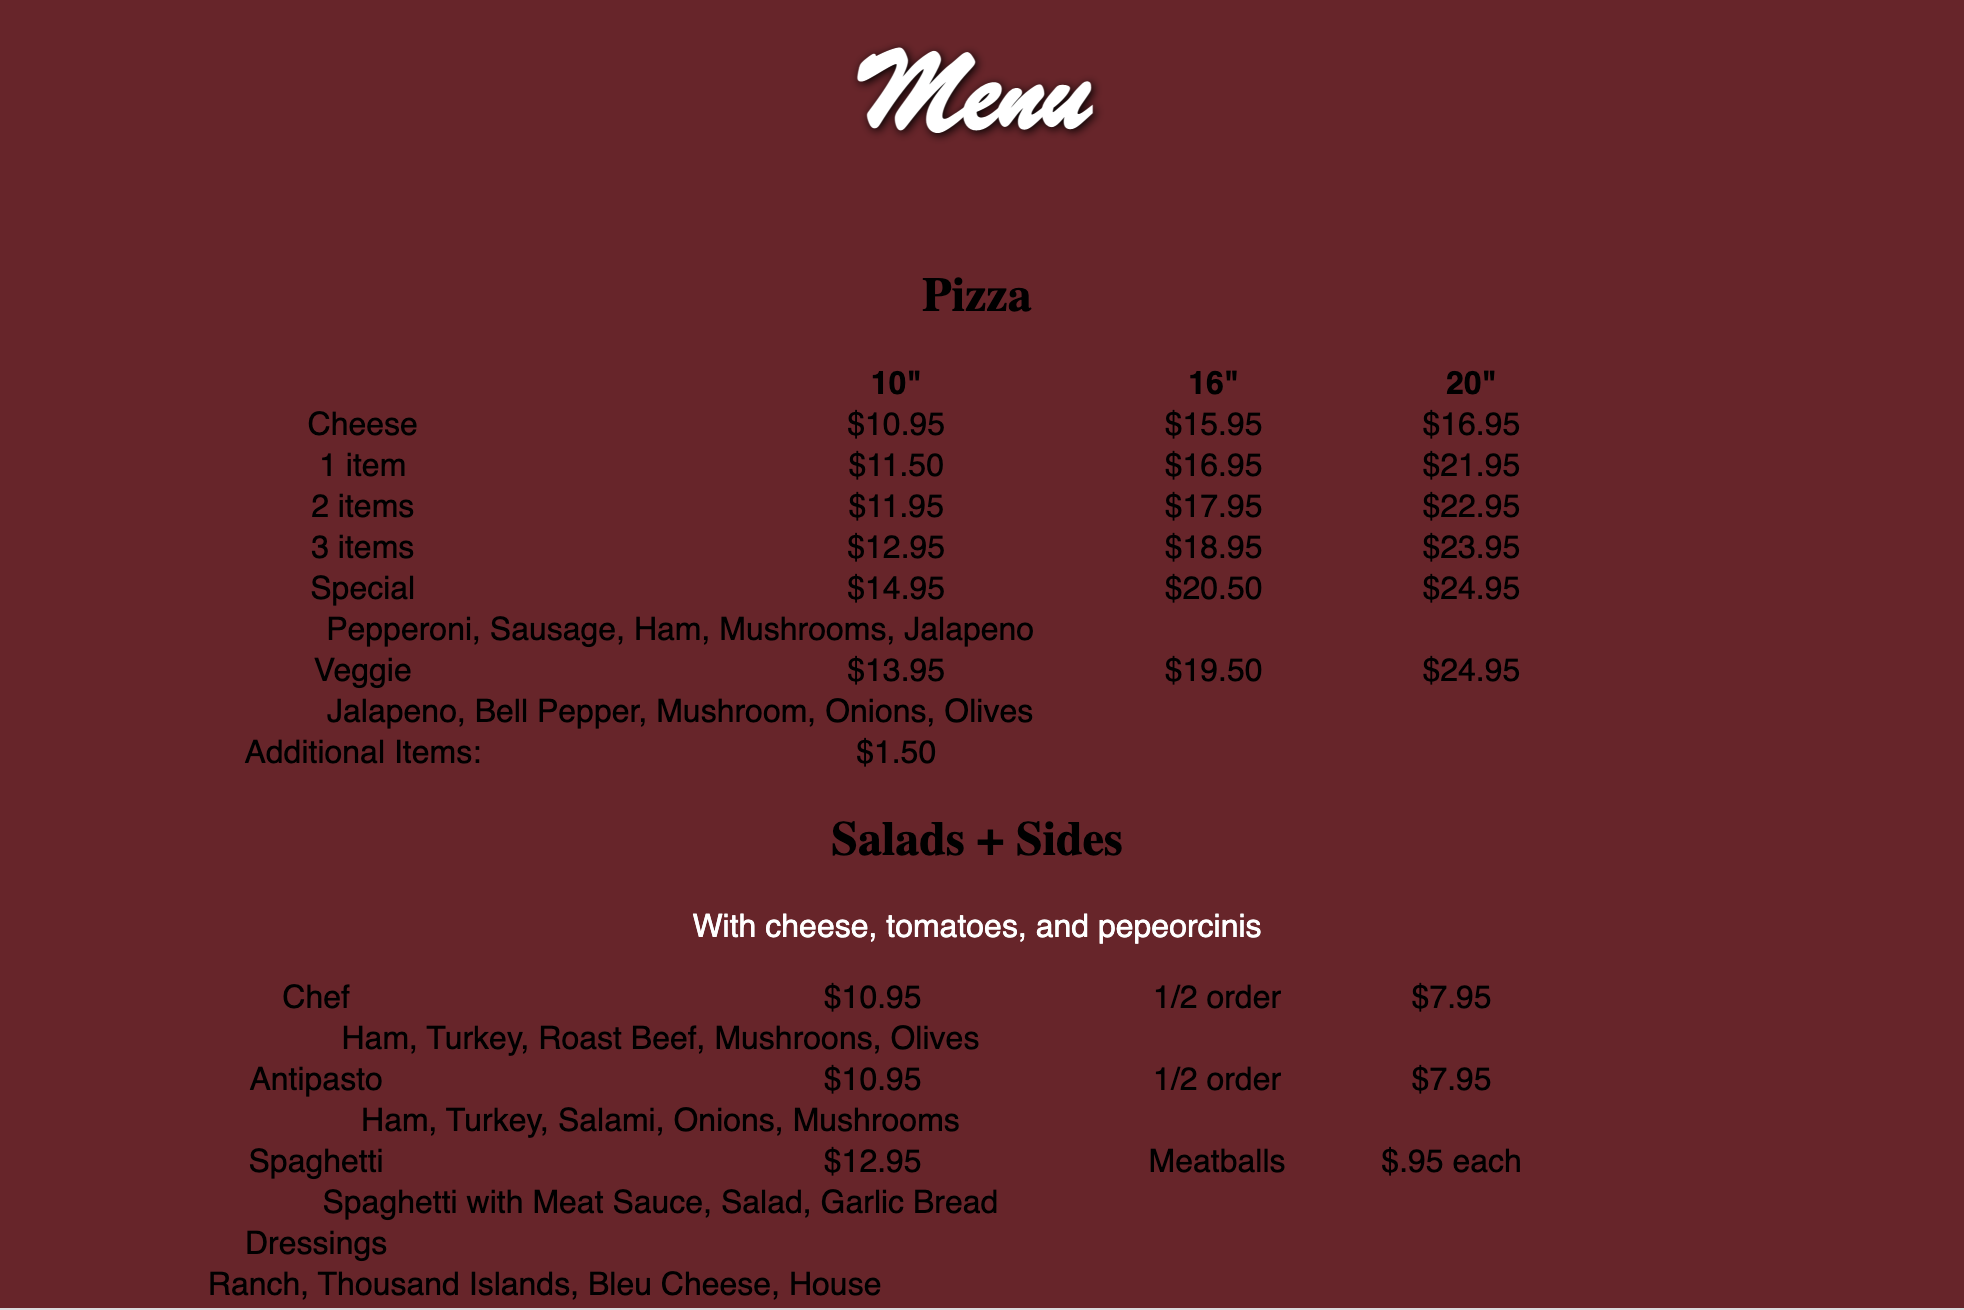 Menu
Pizza
10" 16" 20"
Cheese $10.95 $15.95 $16.95
1 item $11.50 $16.95 $21.95
2 items $11.95 $17.95 $22.95
3 items $12.95 $18.95 $23.95
Special $14.95 $20.50 $24.95
Pepperoni, Sausage, Ham, Mushrooms, Jalapeno
Veggie $13.95 $19.50 $24.95
Jalapeno, Bell Pepper, Mushroom, Onions, Olives
Additional Items: $1.50
Salads + Sides
With cheese, tomatoes, and pepeorcinis
Chef $10.95 1/2 order $7.95
Ham, Turkey, Roast Beef, Mushroons, Olives
Antipasto $10.95 1/2 order $7.95
Ham, Turkey, Salami, Onions, Mushrooms
Spaghetti $12.95 Meatballs $.95 each
Spaghetti with Meat Sauce, Salad, Garlic Bread
Dressings
Ranch, Thousand Islands, Bleu Cheese, House